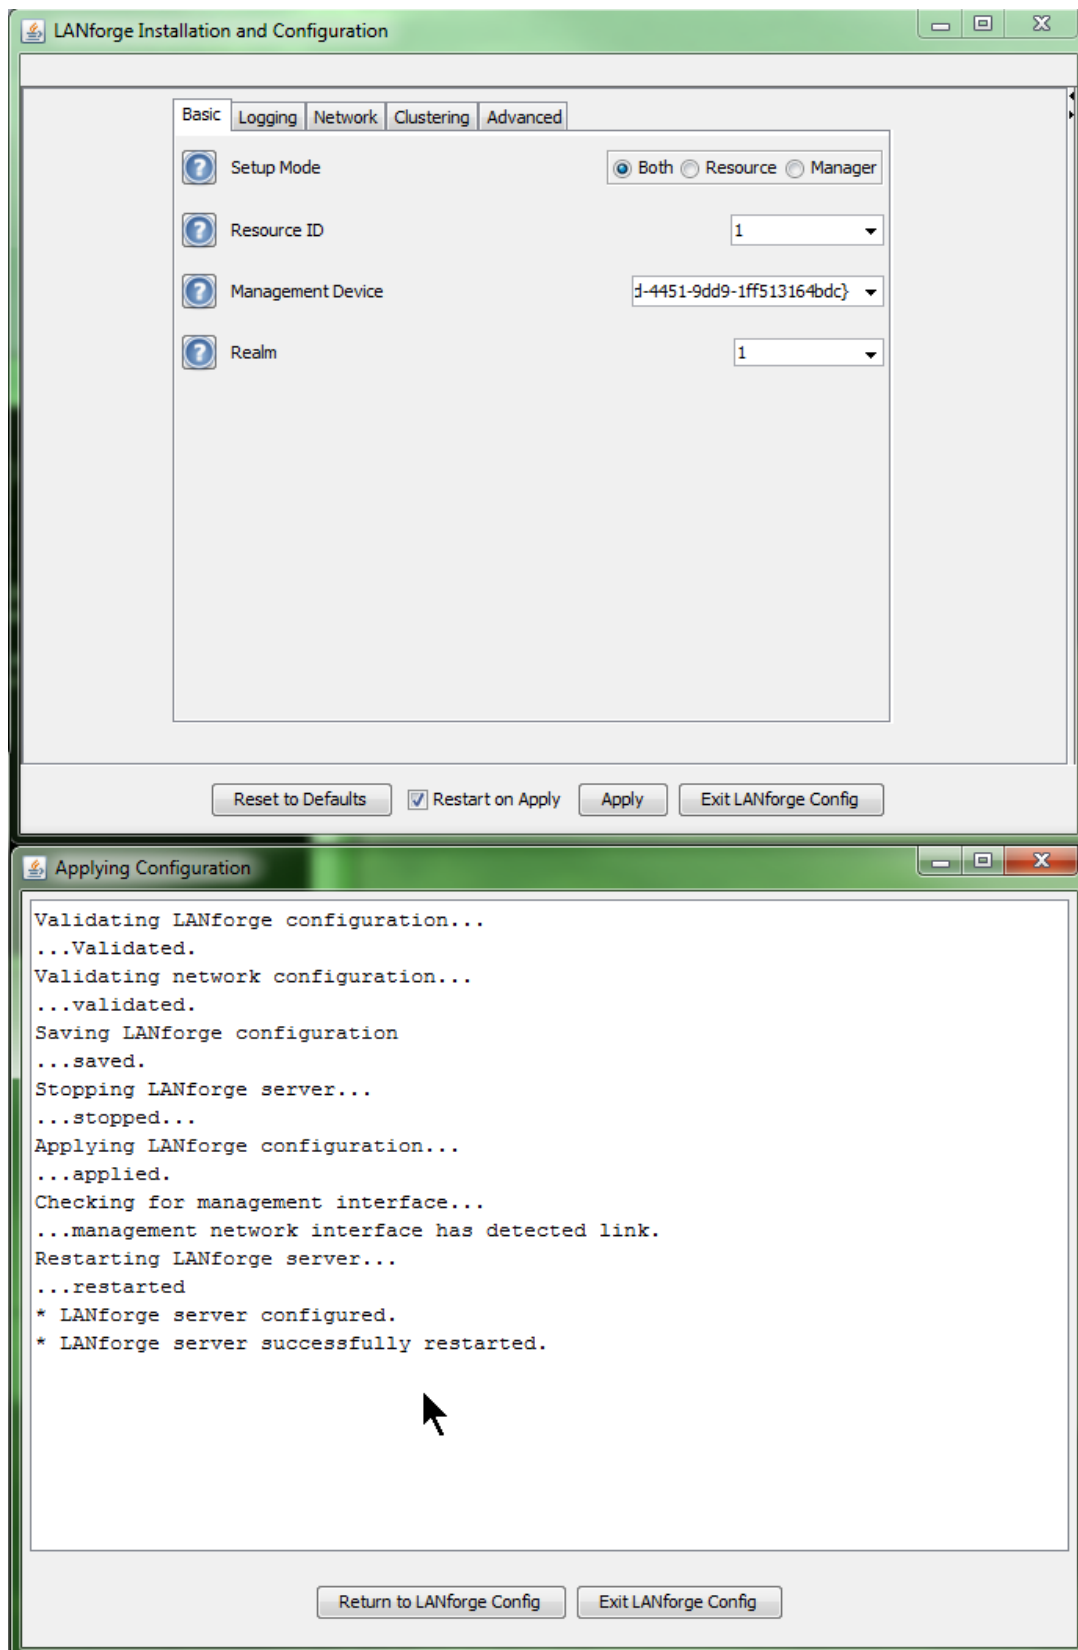 LANforge Installation and Configuration
Basic Logging Network Clustering Advanced
Setup Mode Both Resource Manager
Resource ID 1
Management Device d-4451-9dd9-1ff513164bdc}
Realm 1
Reset to Defaults Restart on Apply Apply Exit LANforge Config
Applying Configuration
Validating LANforge configuration...
...Validated.
Validating network configuration...
...validated.
Saving LANforge configuration
...saved.
Stopping LANforge server...
...stopped...
Applying LANforge configuration...
...applied.
Checking for management interface...
...management network interface has detected link.
Restarting LANforge server...
...restarted
* LANforge server configured.
* LANforge server successfully restarted.
Return to LANforge Config Exit LANforge Config